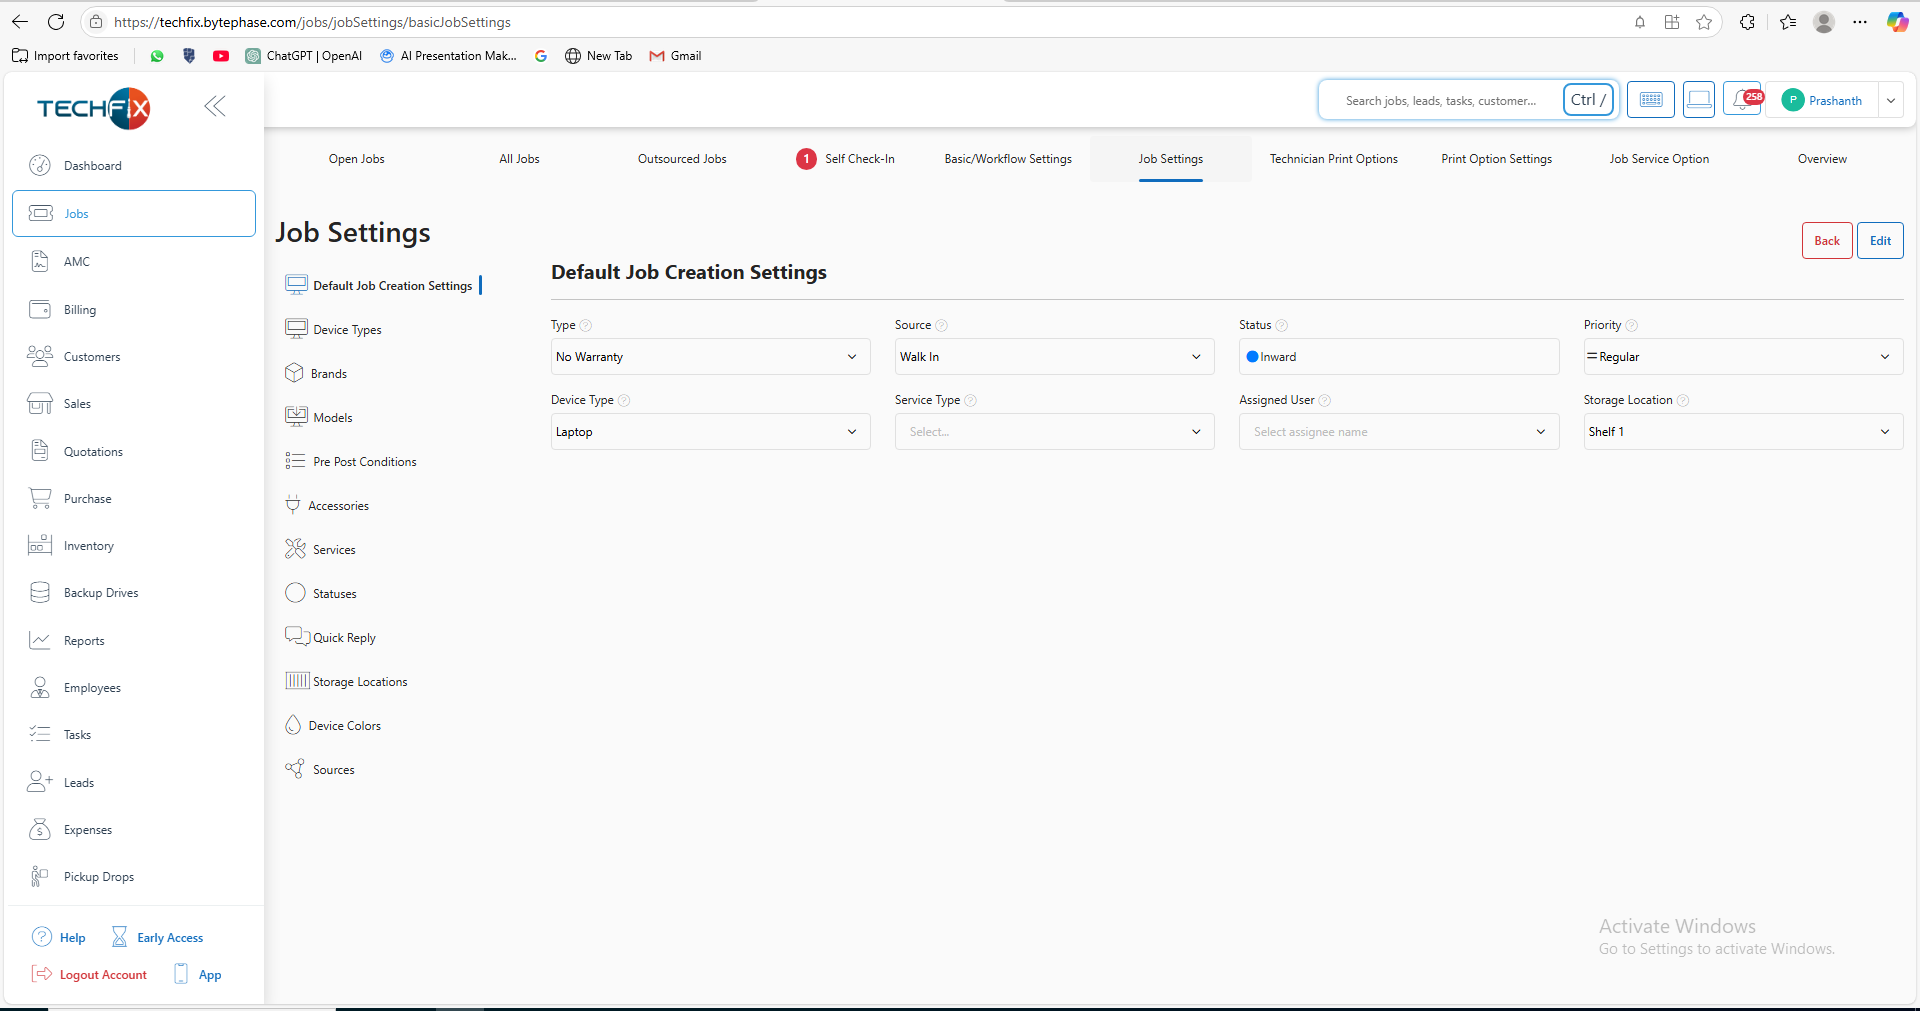 https://techfix.bytephase.com/jobs/jobSettings/basicJobSettings
Import favorites
ChatGPT | OpenAI
AI Presentation Mak...
New Tab
Gmail
TECHFIX
Search jobs, leads, tasks, customer...
Ctrl /
258
P
Prashanth
Dashboard
Jobs
AMC
Billing
Customers
Sales
Quotations
Purchase
Inventory
Backup Drives
Reports
Employees
Tasks
Leads
Expenses
Pickup Drops
Help
Early Access
Logout Account
App
Open Jobs
All Jobs
Outsourced Jobs
1 Self Check-In
Basic/Workflow Settings
Job Settings
Technician Print Options
Print Option Settings
Job Service Option
Overview
Job Settings
Back
Edit
Default Job Creation Settings
Device Types
Brands
Models
Pre Post Conditions
Accessories
Services
Statuses
Quick Reply
Storage Locations
Device Colors
Sources
Default Job Creation Settings
Type ?
No Warranty
Source ?
Walk In
Status ?
Inward
Priority ?
Regular
Device Type ?
Laptop
Service Type ?
Select...
Assigned User ?
Select assignee name
Storage Location ?
Shelf 1
Activate Windows
Go to Settings to activate Windows.